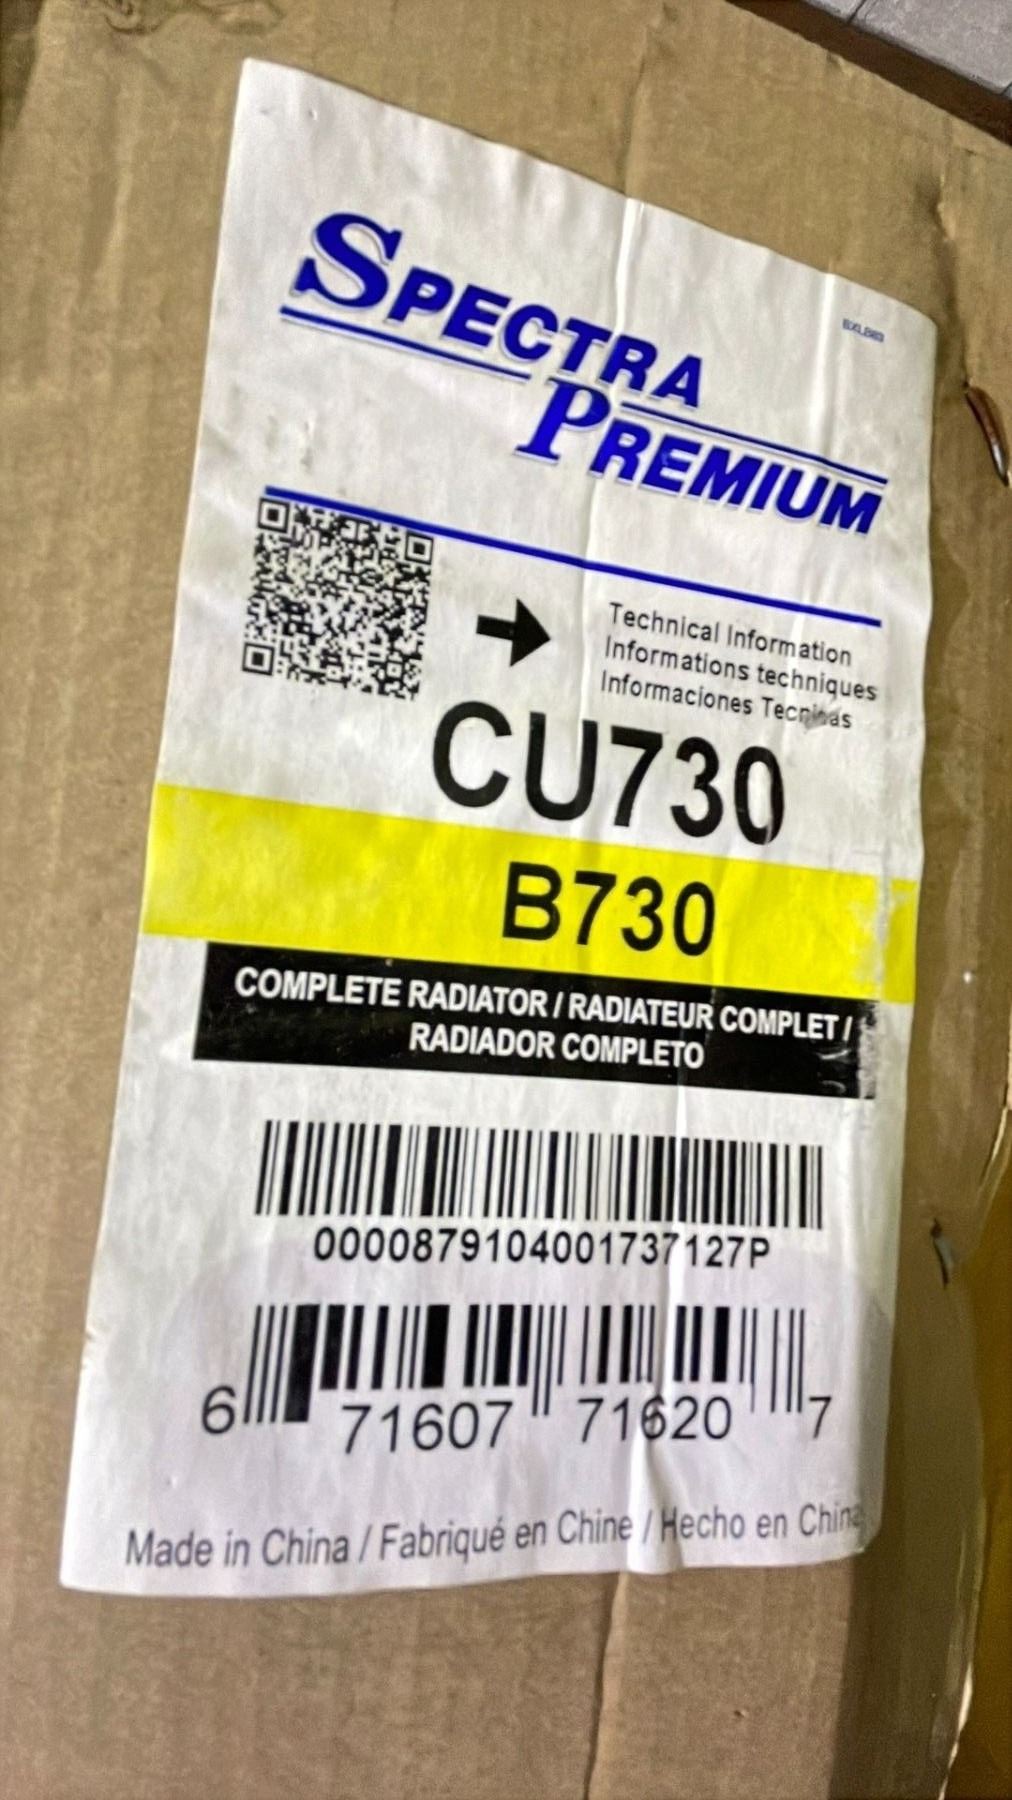 SPECTRA
PREMIUM
BXLB83
Technical Information
Informations techniques
Informaciones Tecnicas
CU730
B730
COMPLETE RADIATOR / RADIATEUR COMPLET /
RADIADOR COMPLETO
0000879104001737127P
6 71607 71620 7
Made in China / Fabriqué en Chine / Hecho en China